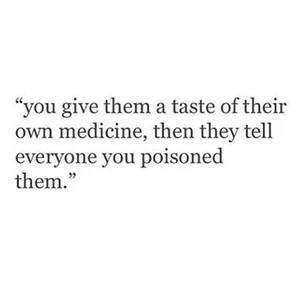 “you give them a taste of their
own medicine, then they tell
everyone you poisoned
them.”